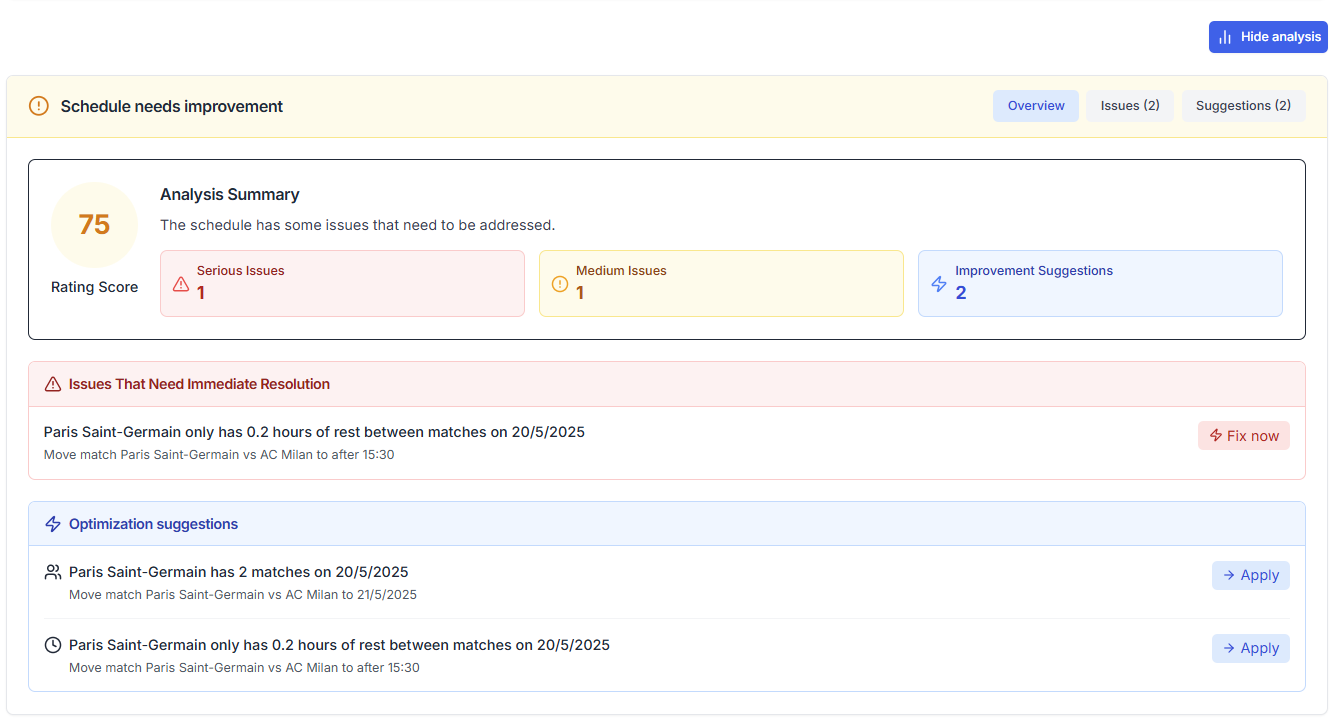 Hide analysis
Schedule needs improvement
Overview
Issues (2)
Suggestions (2)
75
Rating Score
Analysis Summary
The schedule has some issues that need to be addressed.
Serious Issues
1
Medium Issues
1
Improvement Suggestions
2
Issues That Need Immediate Resolution
Paris Saint-Germain only has 0.2 hours of rest between matches on 20/5/2025
Move match Paris Saint-Germain vs AC Milan to after 15:30
Fix now
Optimization suggestions
Paris Saint-Germain has 2 matches on 20/5/2025
Move match Paris Saint-Germain vs AC Milan to 21/5/2025
Apply
Paris Saint-Germain only has 0.2 hours of rest between matches on 20/5/2025
Move match Paris Saint-Germain vs AC Milan to after 15:30
Apply